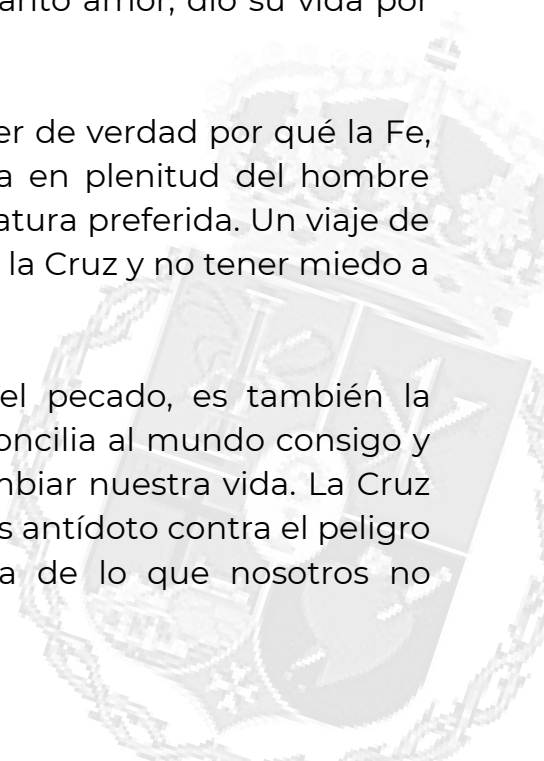 anto amor, dio su vida por
er de verdad por qué la Fe,
a en plenitud del hombre
atura preferida. Un viaje de
la Cruz y no tener miedo a
el pecado, es también la
oncilia al mundo consigo y
mbiar nuestra vida. La Cruz
s antídoto contra el peligro
a de lo que nosotros no